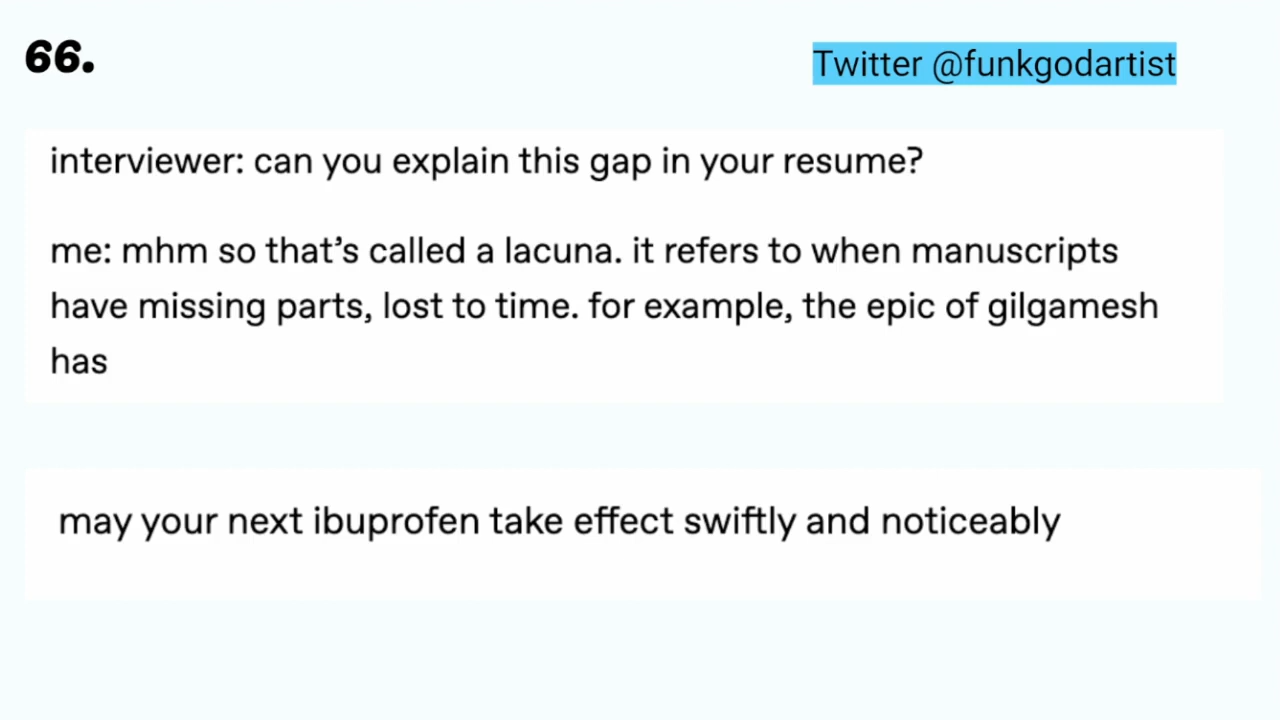 66.
Twitter @funkgodartist
interviewer: can you explain this gap in your resume?
me: mhm so that’s called a lacuna. it refers to when manuscripts
have missing parts, lost to time. for example, the epic of gilgamesh
has
may your next ibuprofen take effect swiftly and noticeably